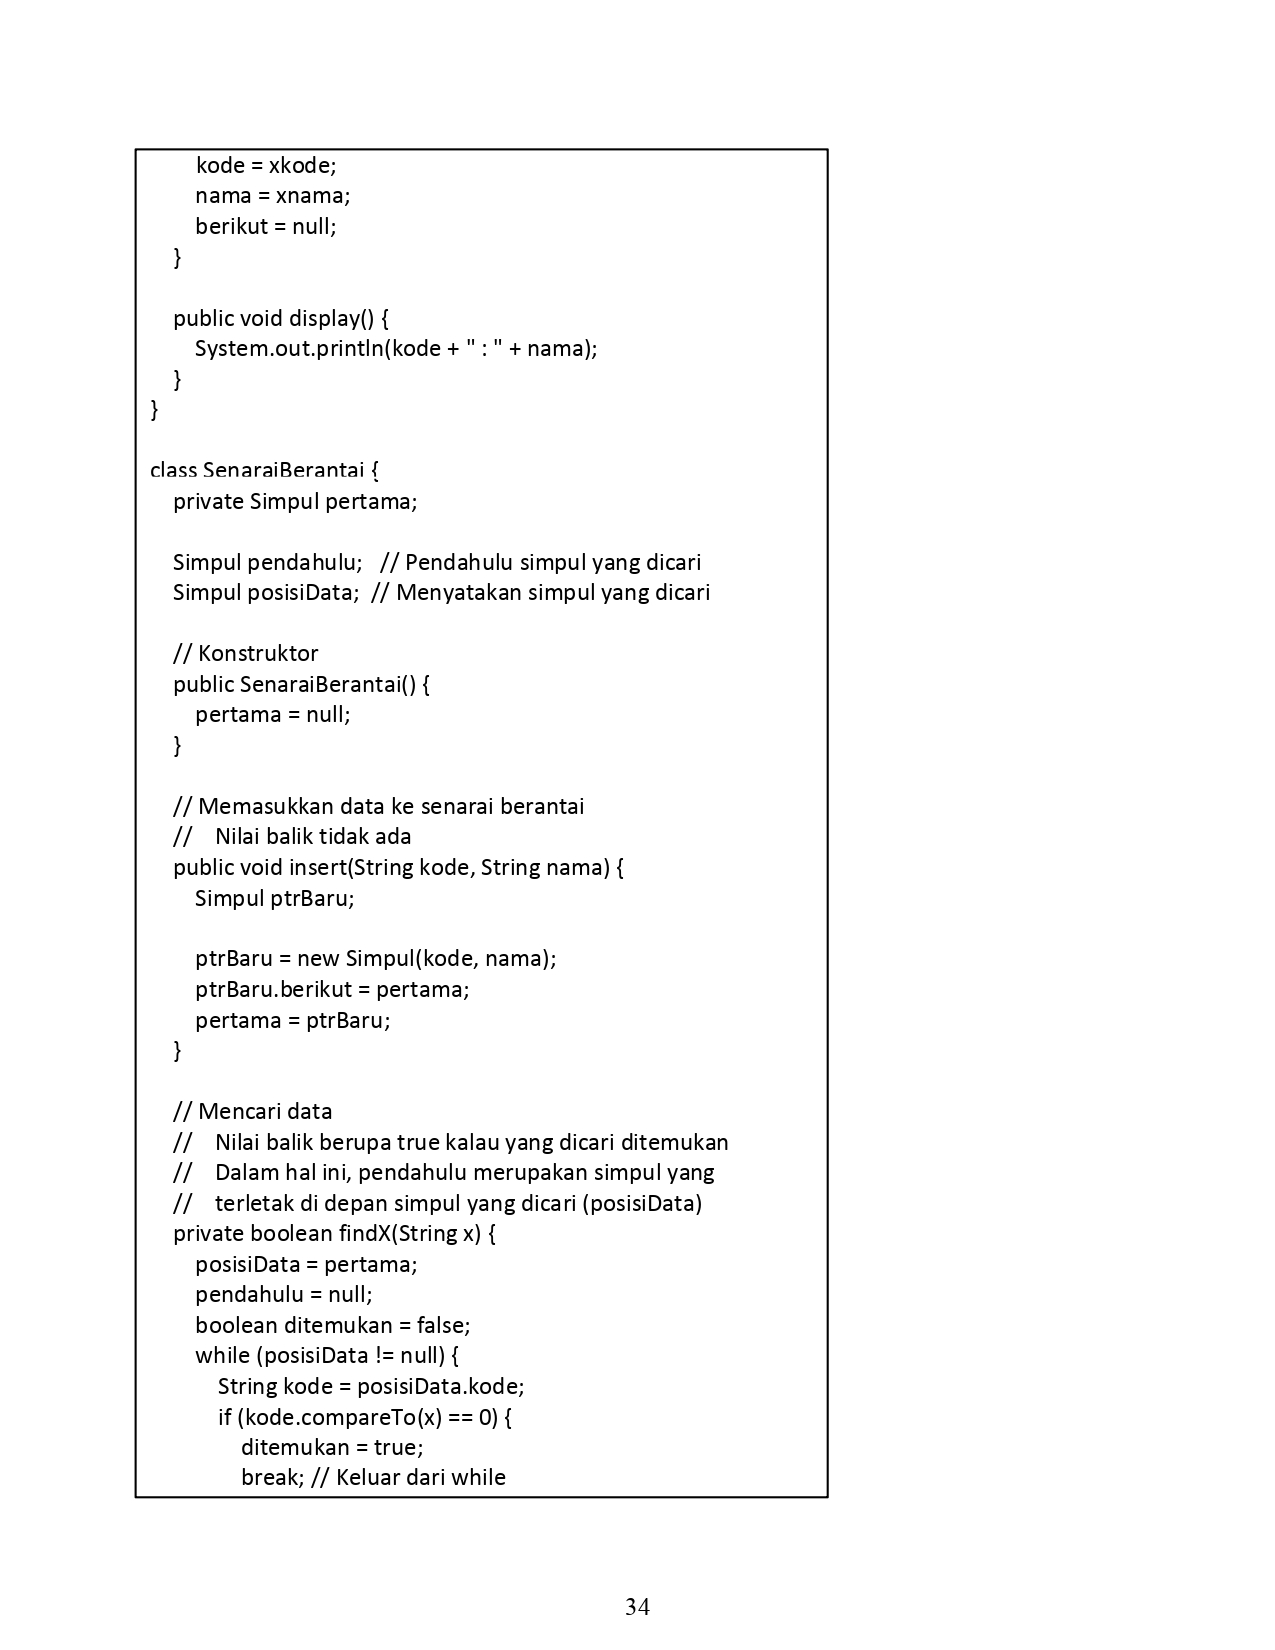 kode = xkode;
nama = xnama;
berikut = null;
}
public void display() {
System.out.println(kode + " : " + nama);
}
}
class SenaraiBerantai {
private Simpul pertama;
Simpul pendahulu;   // Pendahulu simpul yang dicari
Simpul posisiData;  // Menyatakan simpul yang dicari
// Konstruktor
public SenaraiBerantai() {
pertama = null;
}
// Memasukkan data ke senarai berantai
//    Nilai balik tidak ada
public void insert(String kode, String nama) {
Simpul ptrBaru;
ptrBaru = new Simpul(kode, nama);
ptrBaru.berikut = pertama;
pertama = ptrBaru;
}
// Mencari data
//    Nilai balik berupa true kalau yang dicari ditemukan
//    Dalam hal ini, pendahulu merupakan simpul yang
//    terletak di depan simpul yang dicari (posisiData)
private boolean findX(String x) {
posisiData = pertama;
pendahulu = null;
boolean ditemukan = false;
while (posisiData != null) {
String kode = posisiData.kode;
if (kode.compareTo(x) == 0) {
ditemukan = true;
break; // Keluar dari while
34